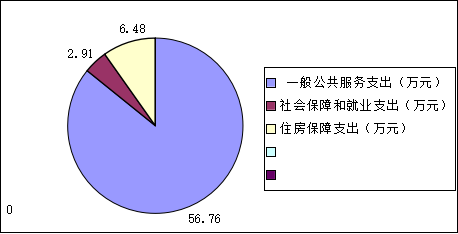 6.48
2.91
一般公共服务支出（万元）
社会保障和就业支出（万元）
住房保障支出（万元）
0
56.76